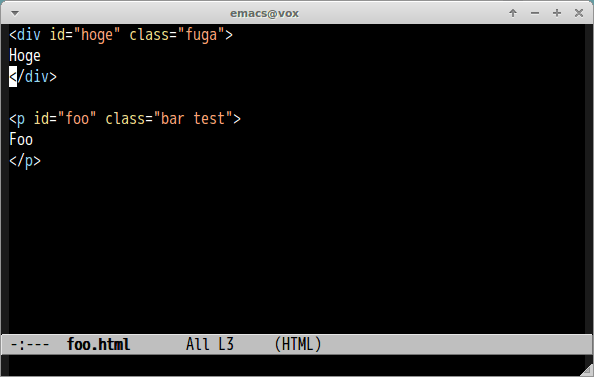 emacs@vox
<div id="hoge" class="fuga">
Hoge
</div>
<p id="foo" class="bar test">
Foo
</p>
-:--- foo.html All L3 (HTML)